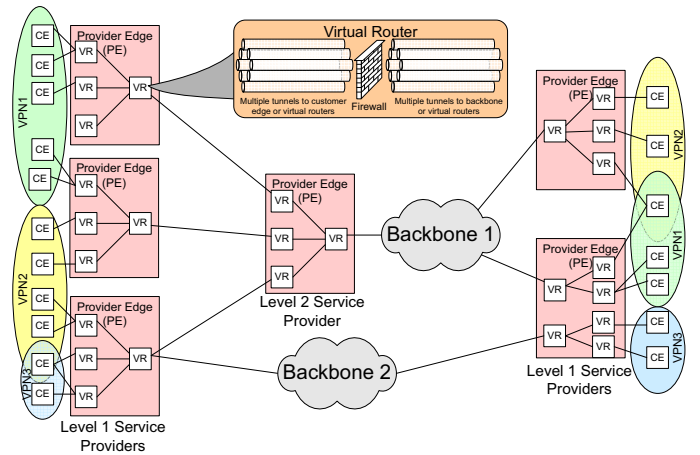 Virtual Router
Multiple tunnels to customer
edge or virtual routers
Firewall
Multiple tunnels to backbone
or virtual routers
CE
CE
CE
CE
CE
VPN1
Provider Edge
(PE)
VR
VR
VR
VR
Provider Edge
(PE)
VR
VR
VR
VR
CE
CE
CE
CE
VPN2
Provider Edge
(PE)
VR
VR
VR
VR
CE
CE
VPN3
Level 1 Service
Providers
Provider Edge
(PE)
VR
VR
VR
VR
Level 2 Service
Provider
Backbone 1
Backbone 2
Provider Edge
(PE)
VR
VR
VR
VR
CE
CE
VPN2
CE
Provider Edge
(PE)
VR
VR
VR
VR
VR
VR
CE
CE
VPN1
CE
CE
VPN3
Level 1 Service
Providers